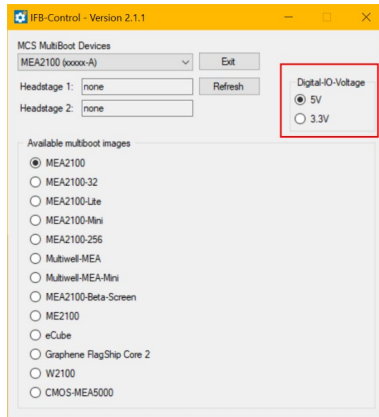 IFB-Control - Version 2.1.1
MCS MultiBoot Devices
MEA2100 (xxxxx-A)
Exit
Headstage 1: none
Refresh
Headstage 2: none
Digital-IO-Voltage
5V
3.3V
Available multiboot images
MEA2100
MEA2100-32
MEA2100-Lite
MEA2100-Mini
MEA2100-256
Multiwell-MEA
Multiwell-MEA-Mini
MEA2100-Beta-Screen
ME2100
eCube
Graphene FlagShip Core 2
W2100
CMOS-MEA5000